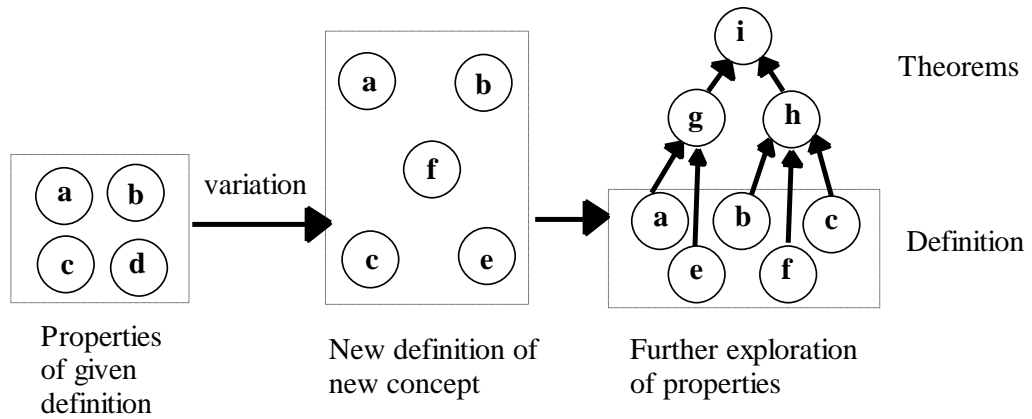 a b
c d
Properties
of given
definition
variation
a b
f
c e
New definition of
new concept
i
g h
a b c
e f
Theorems
Definition
Further exploration
of properties